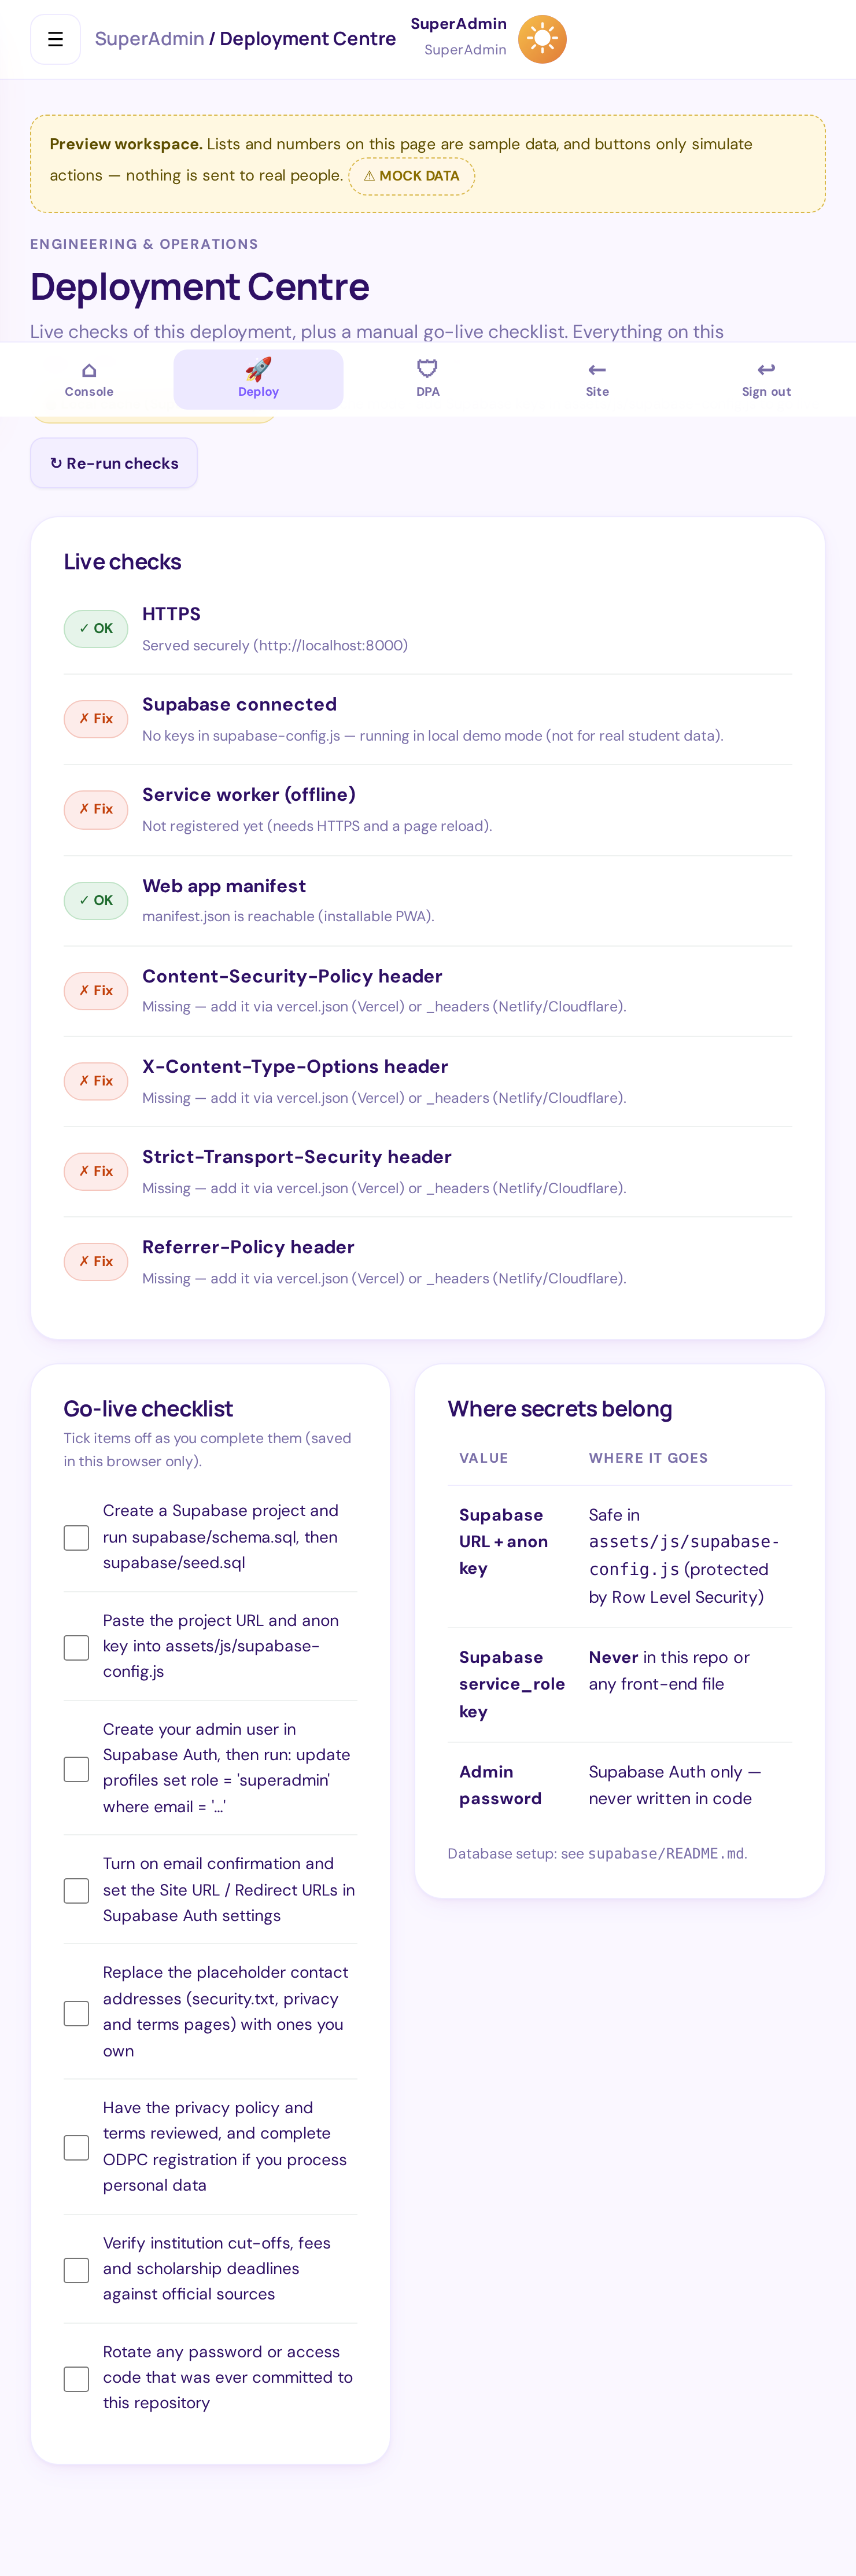 ☰ SuperAdmin / Deployment Centre SuperAdmin
SuperAdmin
Preview workspace. Lists and numbers on this page are sample data, and buttons only simulate
actions — nothing is sent to real people. ⚠ MOCK DATA
ENGINEERING & OPERATIONS
Deployment Centre
Live checks of this deployment, plus a manual go-live checklist. Everything on this
Console
Deploy
DPA
Site
Sign out
↻ Re-run checks
Live checks
✓ OK
HTTPS
Served securely (http://localhost:8000)
✗ Fix
Supabase connected
No keys in supabase-config.js — running in local demo mode (not for real student data).
✗ Fix
Service worker (offline)
Not registered yet (needs HTTPS and a page reload).
✓ OK
Web app manifest
manifest.json is reachable (installable PWA).
✗ Fix
Content-Security-Policy header
Missing — add it via vercel.json (Vercel) or _headers (Netlify/Cloudflare).
✗ Fix
X-Content-Type-Options header
Missing — add it via vercel.json (Vercel) or _headers (Netlify/Cloudflare).
✗ Fix
Strict-Transport-Security header
Missing — add it via vercel.json (Vercel) or _headers (Netlify/Cloudflare).
✗ Fix
Referrer-Policy header
Missing — add it via vercel.json (Vercel) or _headers (Netlify/Cloudflare).
Go-live checklist
Tick items off as you complete them (saved
in this browser only).
Create a Supabase project and
run supabase/schema.sql, then
supabase/seed.sql
Paste the project URL and anon
key into assets/js/supabase-
config.js
Create your admin user in
Supabase Auth, then run: update
profiles set role = 'superadmin'
where email = '…'
Turn on email confirmation and
set the Site URL / Redirect URLs in
Supabase Auth settings
Replace the placeholder contact
addresses (security.txt, privacy
and terms pages) with ones you
own
Have the privacy policy and
terms reviewed, and complete
ODPC registration if you process
personal data
Verify institution cut-offs, fees
and scholarship deadlines
against official sources
Rotate any password or access
code that was ever committed to
this repository
Where secrets belong
VALUE
WHERE IT GOES
Supabase
URL + anon
key
Safe in
assets/js/supabase-
config.js (protected
by Row Level Security)
Supabase
service_role
key
Never in this repo or
any front-end file
Admin
password
Supabase Auth only —
never written in code
Database setup: see supabase/README.md.